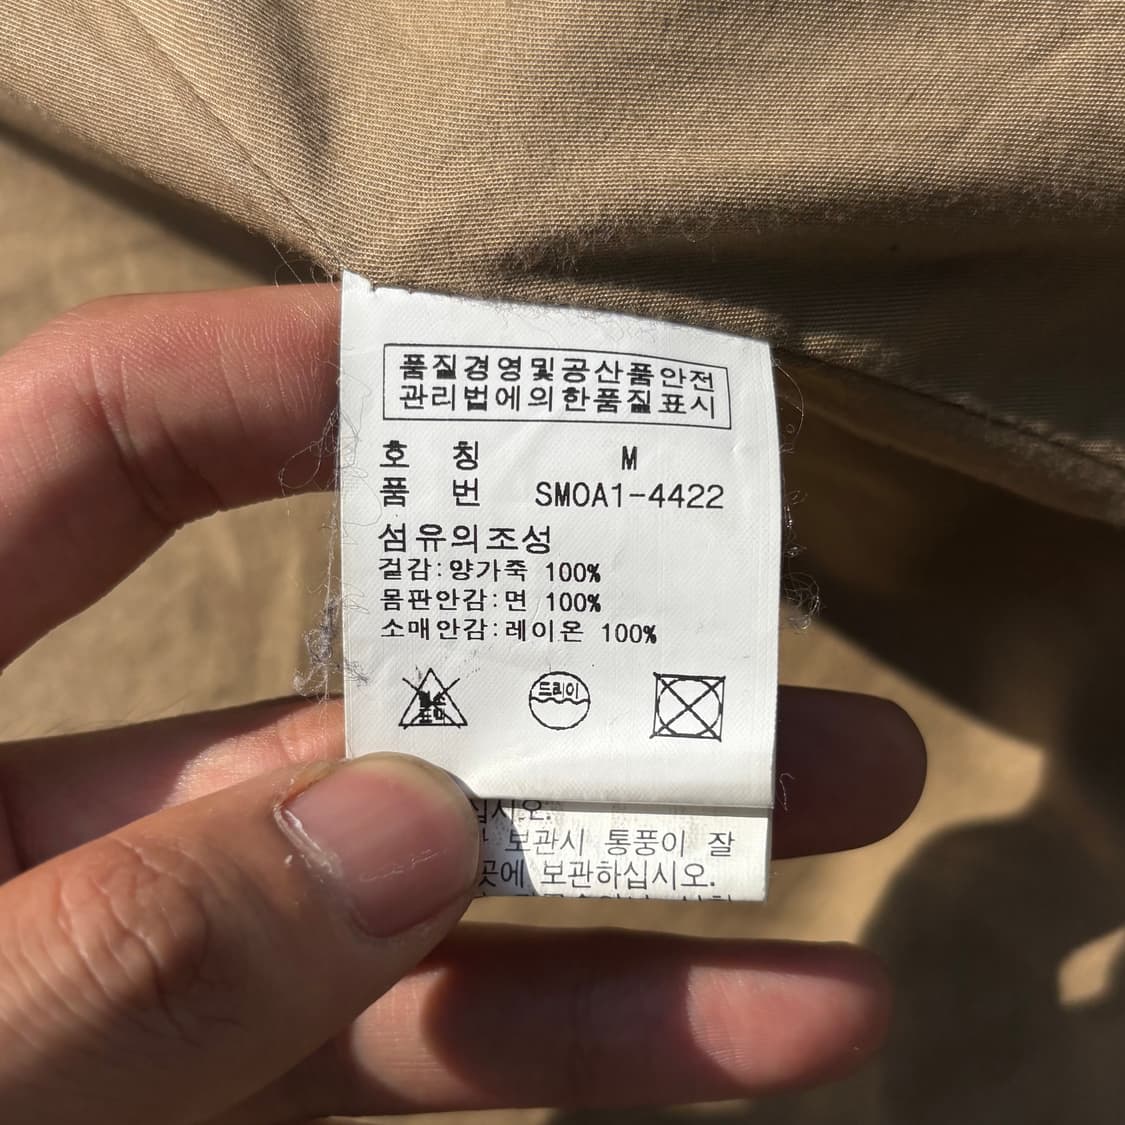 품질경영및공산품안전
관리법에의한품질표시
호 칭 M
품 번 SMOA1-4422
섬유의조성
겉감:양가죽 100%
몸판안감:면 100%
소매안감:레이온 100%
드라이
십시오.
보관시 통풍이 잘
곳에 보관하십시오.